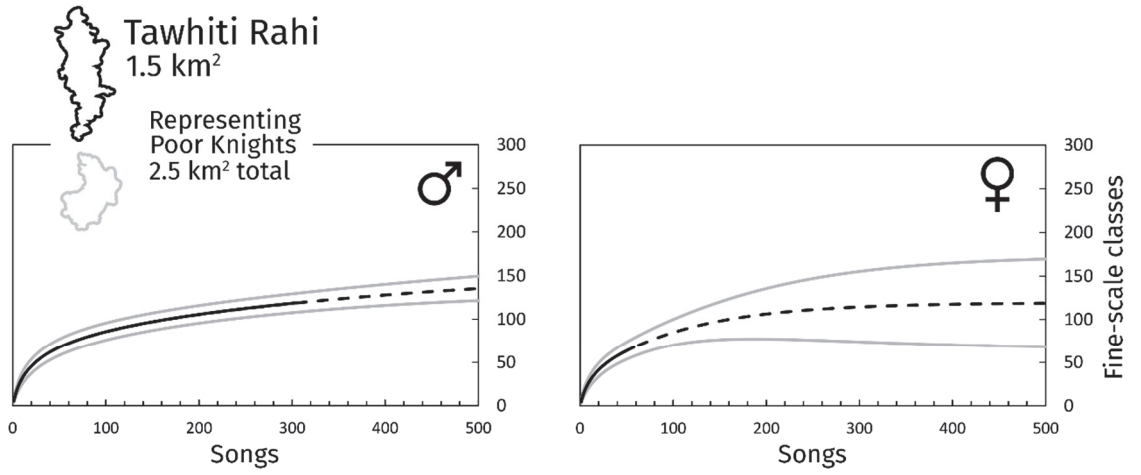 Tawhiti Rahi
1.5 km²
Representing
Poor Knights
2.5 km² total
♂
300
250
200
150
100
50
0
0 100 200 300 400 500
Songs
♀
300
250
200
150
100
50
0
0 100 200 300 400 500
Songs
Fine-scale classes